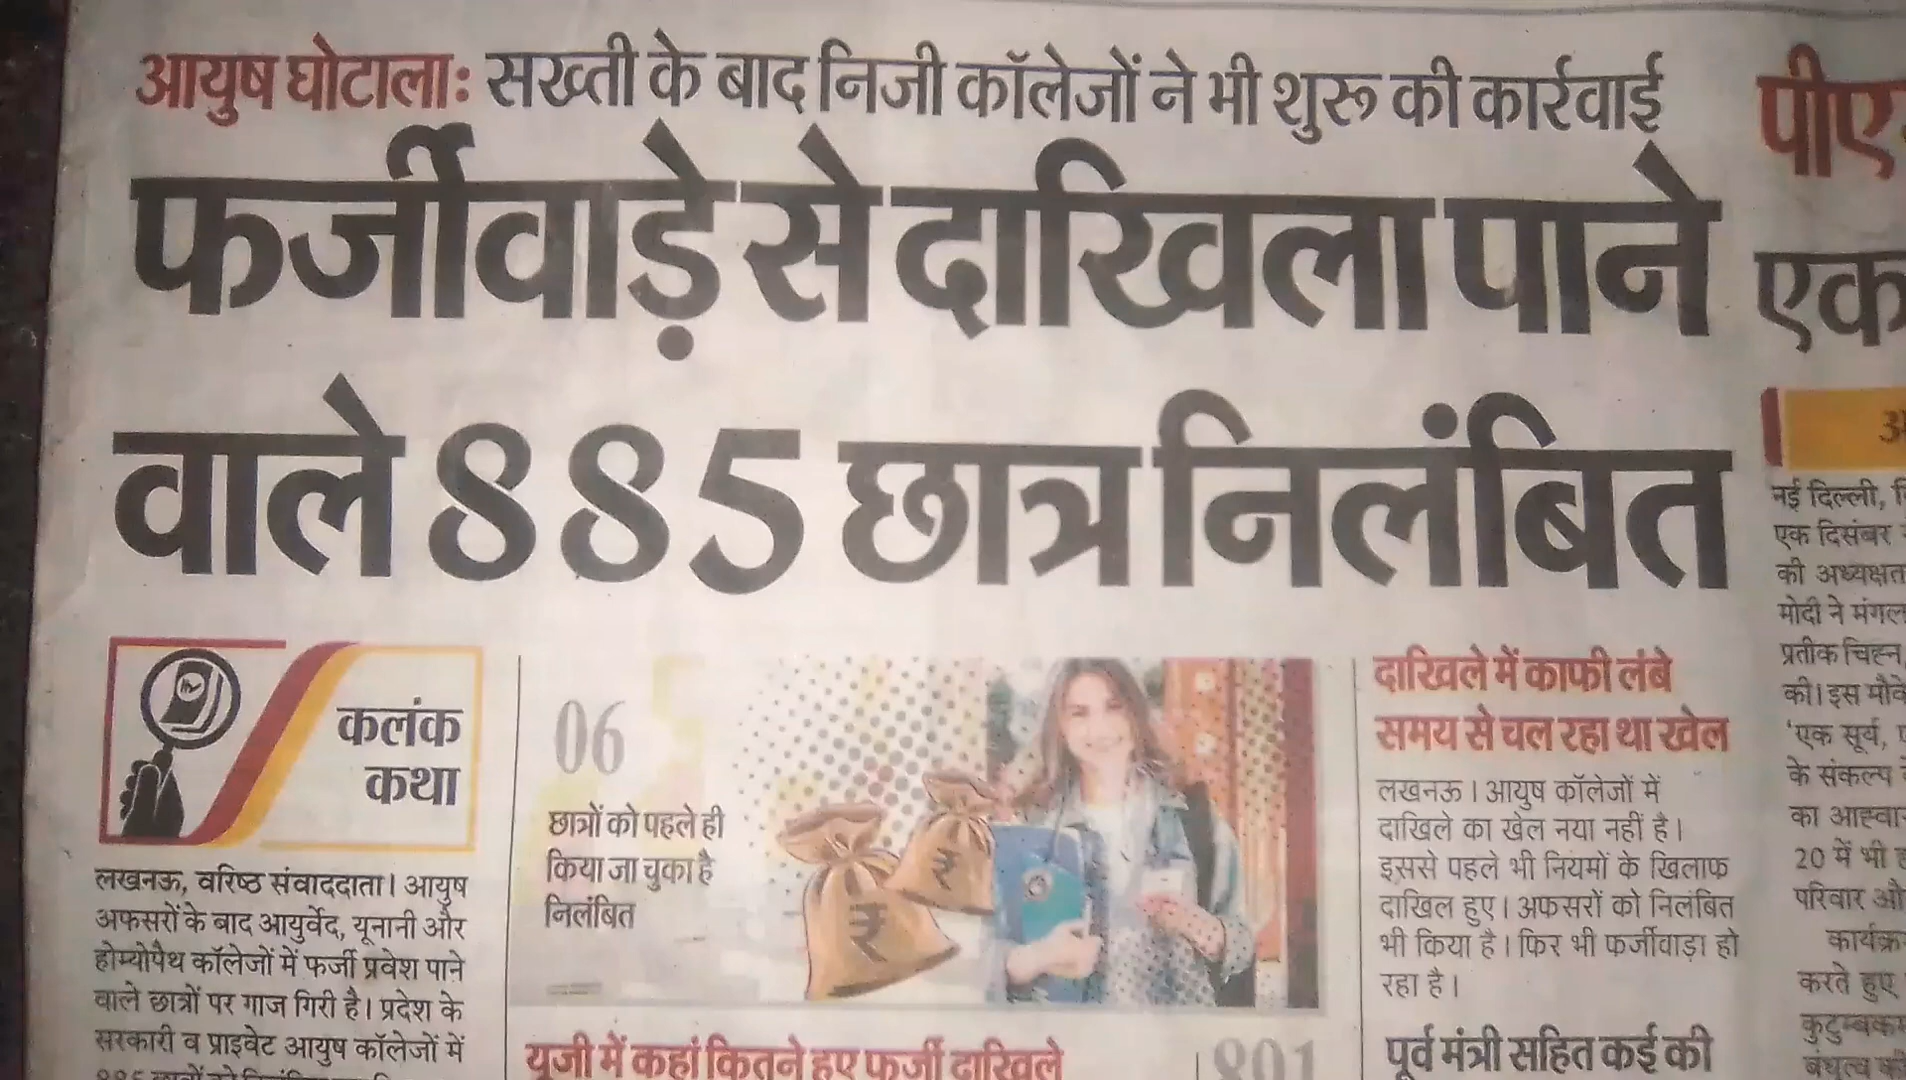 आयुष घोटाला: सख्ती के बाद निजी कॉलेजों ने भी शुरू की कार्रवाई
फर्जीवाड़े से दाखिला पाने
वाले 885 छात्र निलंबित
कलंक
कथा
लखनऊ, वरिष्ठ संवाददाता। आयुष
अफसरों के बाद आयुर्वेद, यूनानी और
होम्योपैथ कॉलेजों में फर्जी प्रवेश पाने
वाले छात्रों पर गाज गिरी है। प्रदेश के
सरकारी व प्राइवेट आयुष कॉलेजों में
06
छात्रों को पहले ही
किया जा चुका है
निलंबित
यूजी में कहां कितने हुए फर्जी दाखिले
801
दाखिले में काफी लंबे
समय से चल रहा था खेल
लखनऊ। आयुष कॉलेजों में
दाखिले का खेल नया नहीं है।
इससे पहले भी नियमों के खिलाफ
दाखिल हुए। अफसरों को निलंबित
भी किया है। फिर भी फर्जीवाड़ा हो
रहा है।
पूर्व मंत्री सहित कई की
पीए
एक
नई दिल्ली,
एक दिसंबर
की अध्यक्षत
मोदी ने मंगल
प्रतीक चिह्न,
की। इस मौके
‘एक सूर्य,
के संकल्प
का आह्वा
20 में भी
परिवार औ
कार्यक्र
करते हुए
कुटुम्बकम
बंधुत्व की